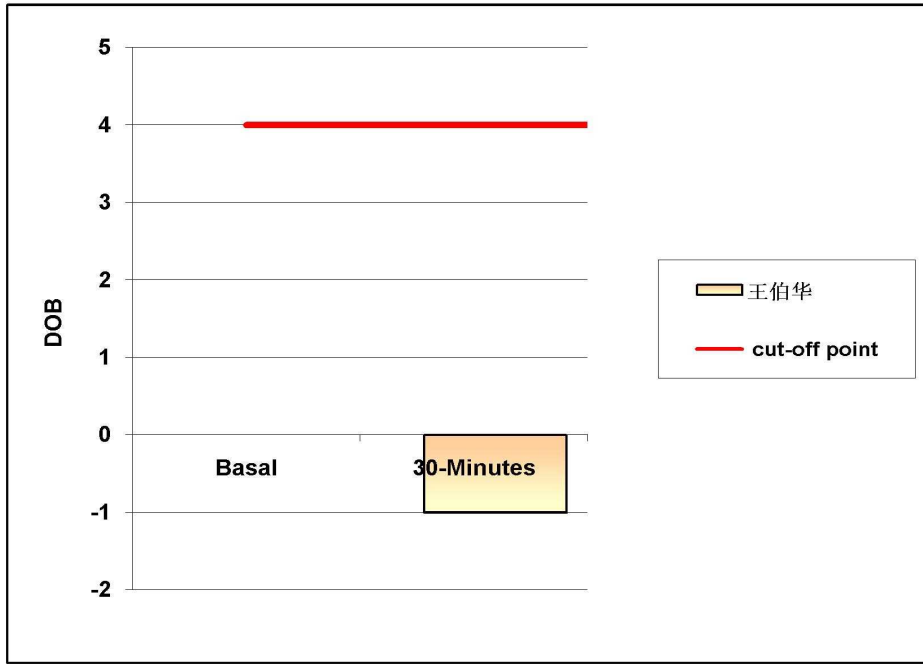 5
4
3
2
1
0
-1
-2
DOB
Basal
30-Minutes
王伯华
cut-off point